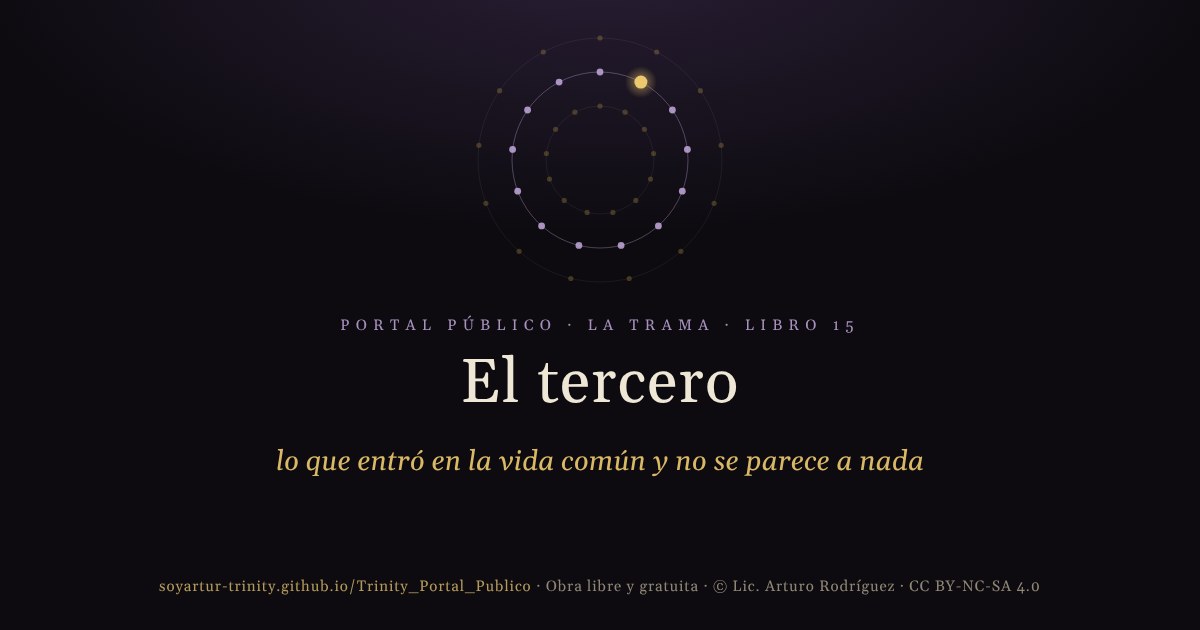 PORTAL PÚBLICO · LA TRAMA · LIBRO 15
El tercero
lo que entró en la vida común y no se parece a nada
soyartur-trinity.github.io/Trinity_Portal_Publico · Obra libre y gratuita · © Lic. Arturo Rodríguez · CC BY-NC-SA 4.0